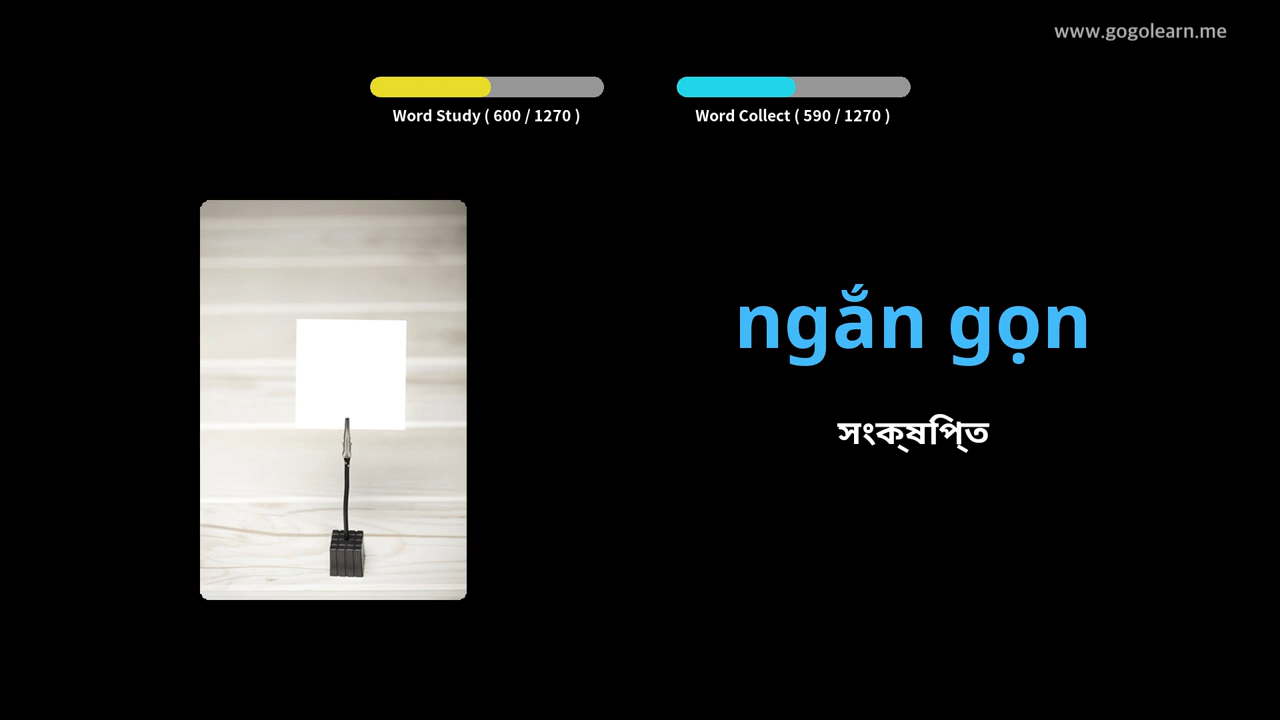 www.gogolearn.me
Word Study ( 600 / 1270 )
Word Collect ( 590 / 1270 )
ngắn gọn
সংক্ষিপ্ত